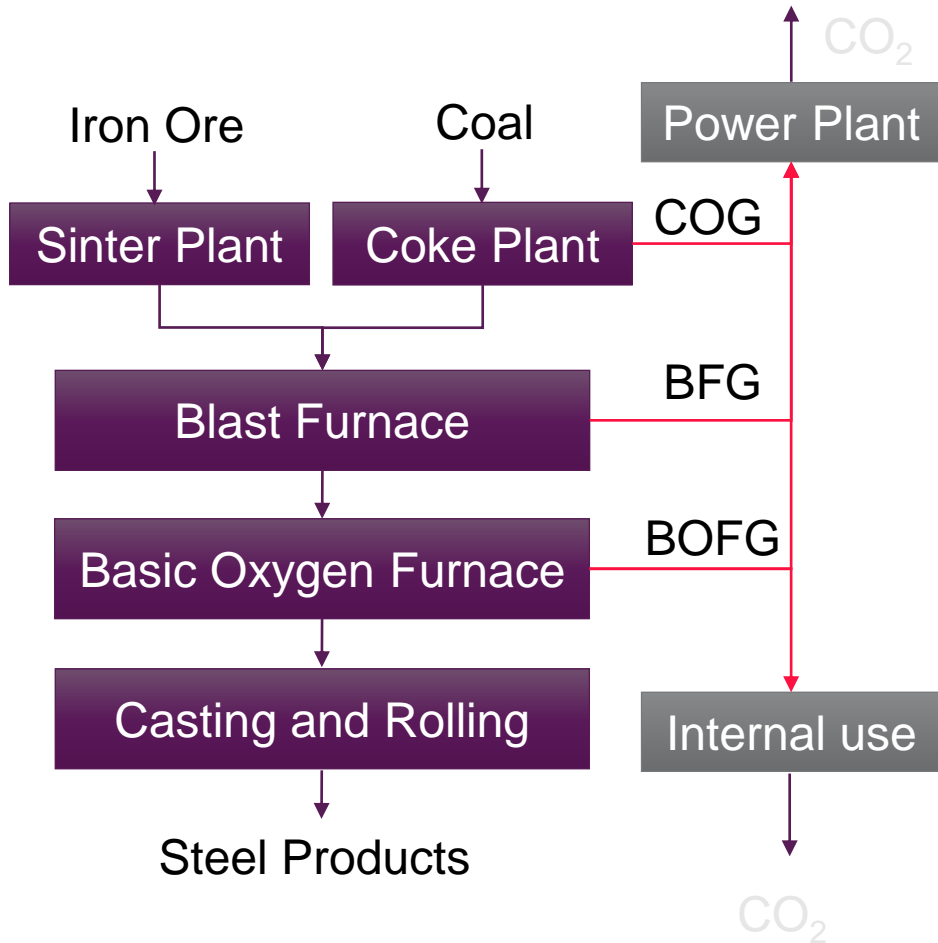 CO₂
Power Plant
Iron Ore
Coal
Sinter Plant
Coke Plant
COG
Blast Furnace
BFG
Basic Oxygen Furnace
BOFG
Casting and Rolling
Internal use
Steel Products
CO₂